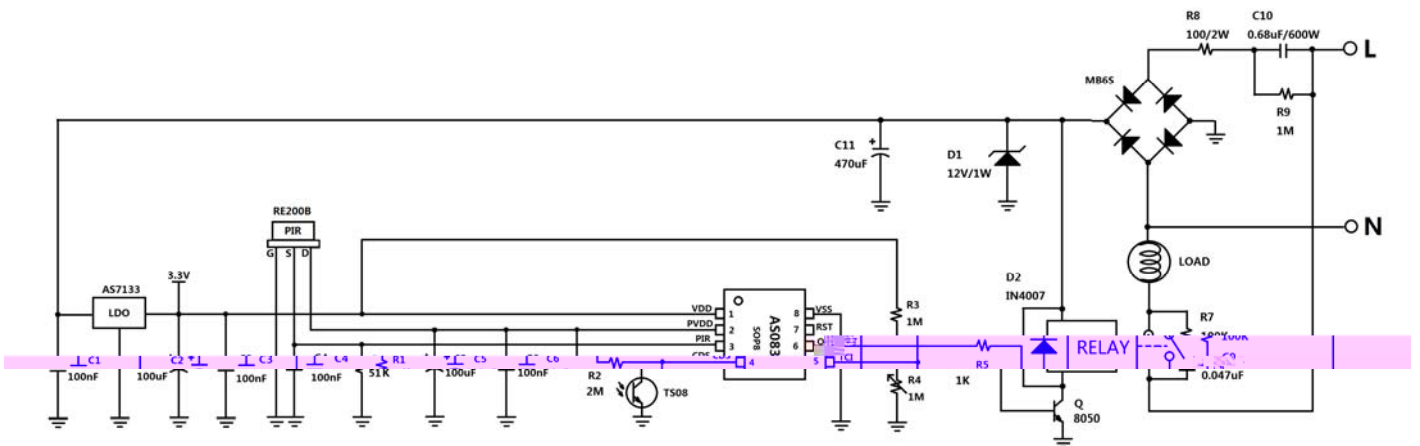 R8
100/2W
C10
0.68uF/600W
L
MB6S
R9
1M
C11
470uF
D1
12V/1W
RE200B
PIR
G
S
D
N
LOAD
D2
IN4007
3.3V
AS7133
LDO
VDD
1
8
VSS
PVDD
2
7
RST
PIR
3
6
AS083
SOP8
4
5
R3
1M
R7
100K
RELAY
C1
100nF
C2
100uF
C3
100nF
C4
100nF
R1
51K
C5
100uF
C6
100nF
R2
2M
TS08
R4
1M
R5
1K
C9
0.047uF
Q
8050